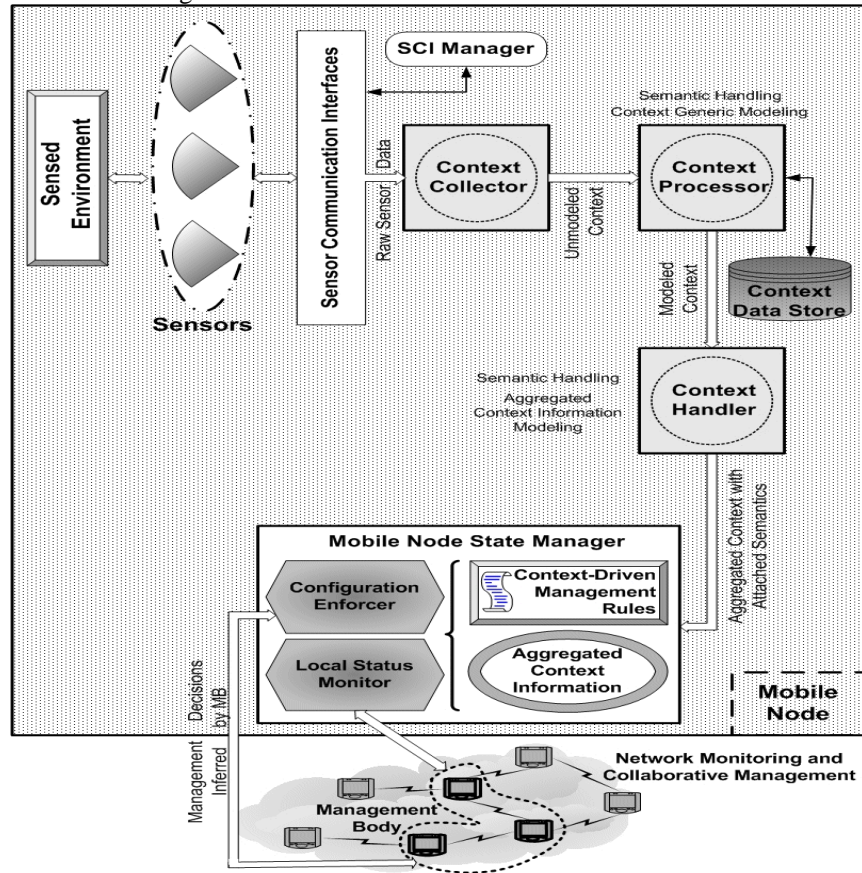 SCI Manager
Sensed
Environment
Sensors
Sensor Communication Interfaces
Raw Sensor Data
Context
Collector
Unmodeled
Context
Semantic Handling
Context Generic Modeling
Context
Processor
Context
Data Store
Modeled
Context
Semantic Handling
Aggregated
Context Information
Modeling
Context
Handler
Aggregated Context with
Attached Semantics
Mobile Node State Manager
Configuration
Enforcer
Local Status
Monitor
Context-Driven
Management
Rules
Aggregated
Context
Information
Mobile
Node
Management Decisions
Inferred by MB
Network Monitoring and
Collaborative Management
Management
Body